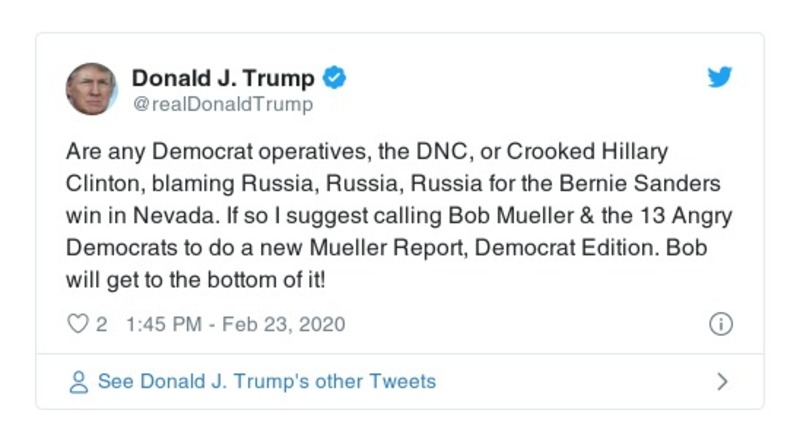 Donald J. Trump
@realDonaldTrump
Are any Democrat operatives, the DNC, or Crooked Hillary
Clinton, blaming Russia, Russia, Russia for the Bernie Sanders
win in Nevada. If so I suggest calling Bob Mueller & the 13 Angry
Democrats to do a new Mueller Report, Democrat Edition. Bob
will get to the bottom of it!
2 1:45 PM - Feb 23, 2020
See Donald J. Trump's other Tweets